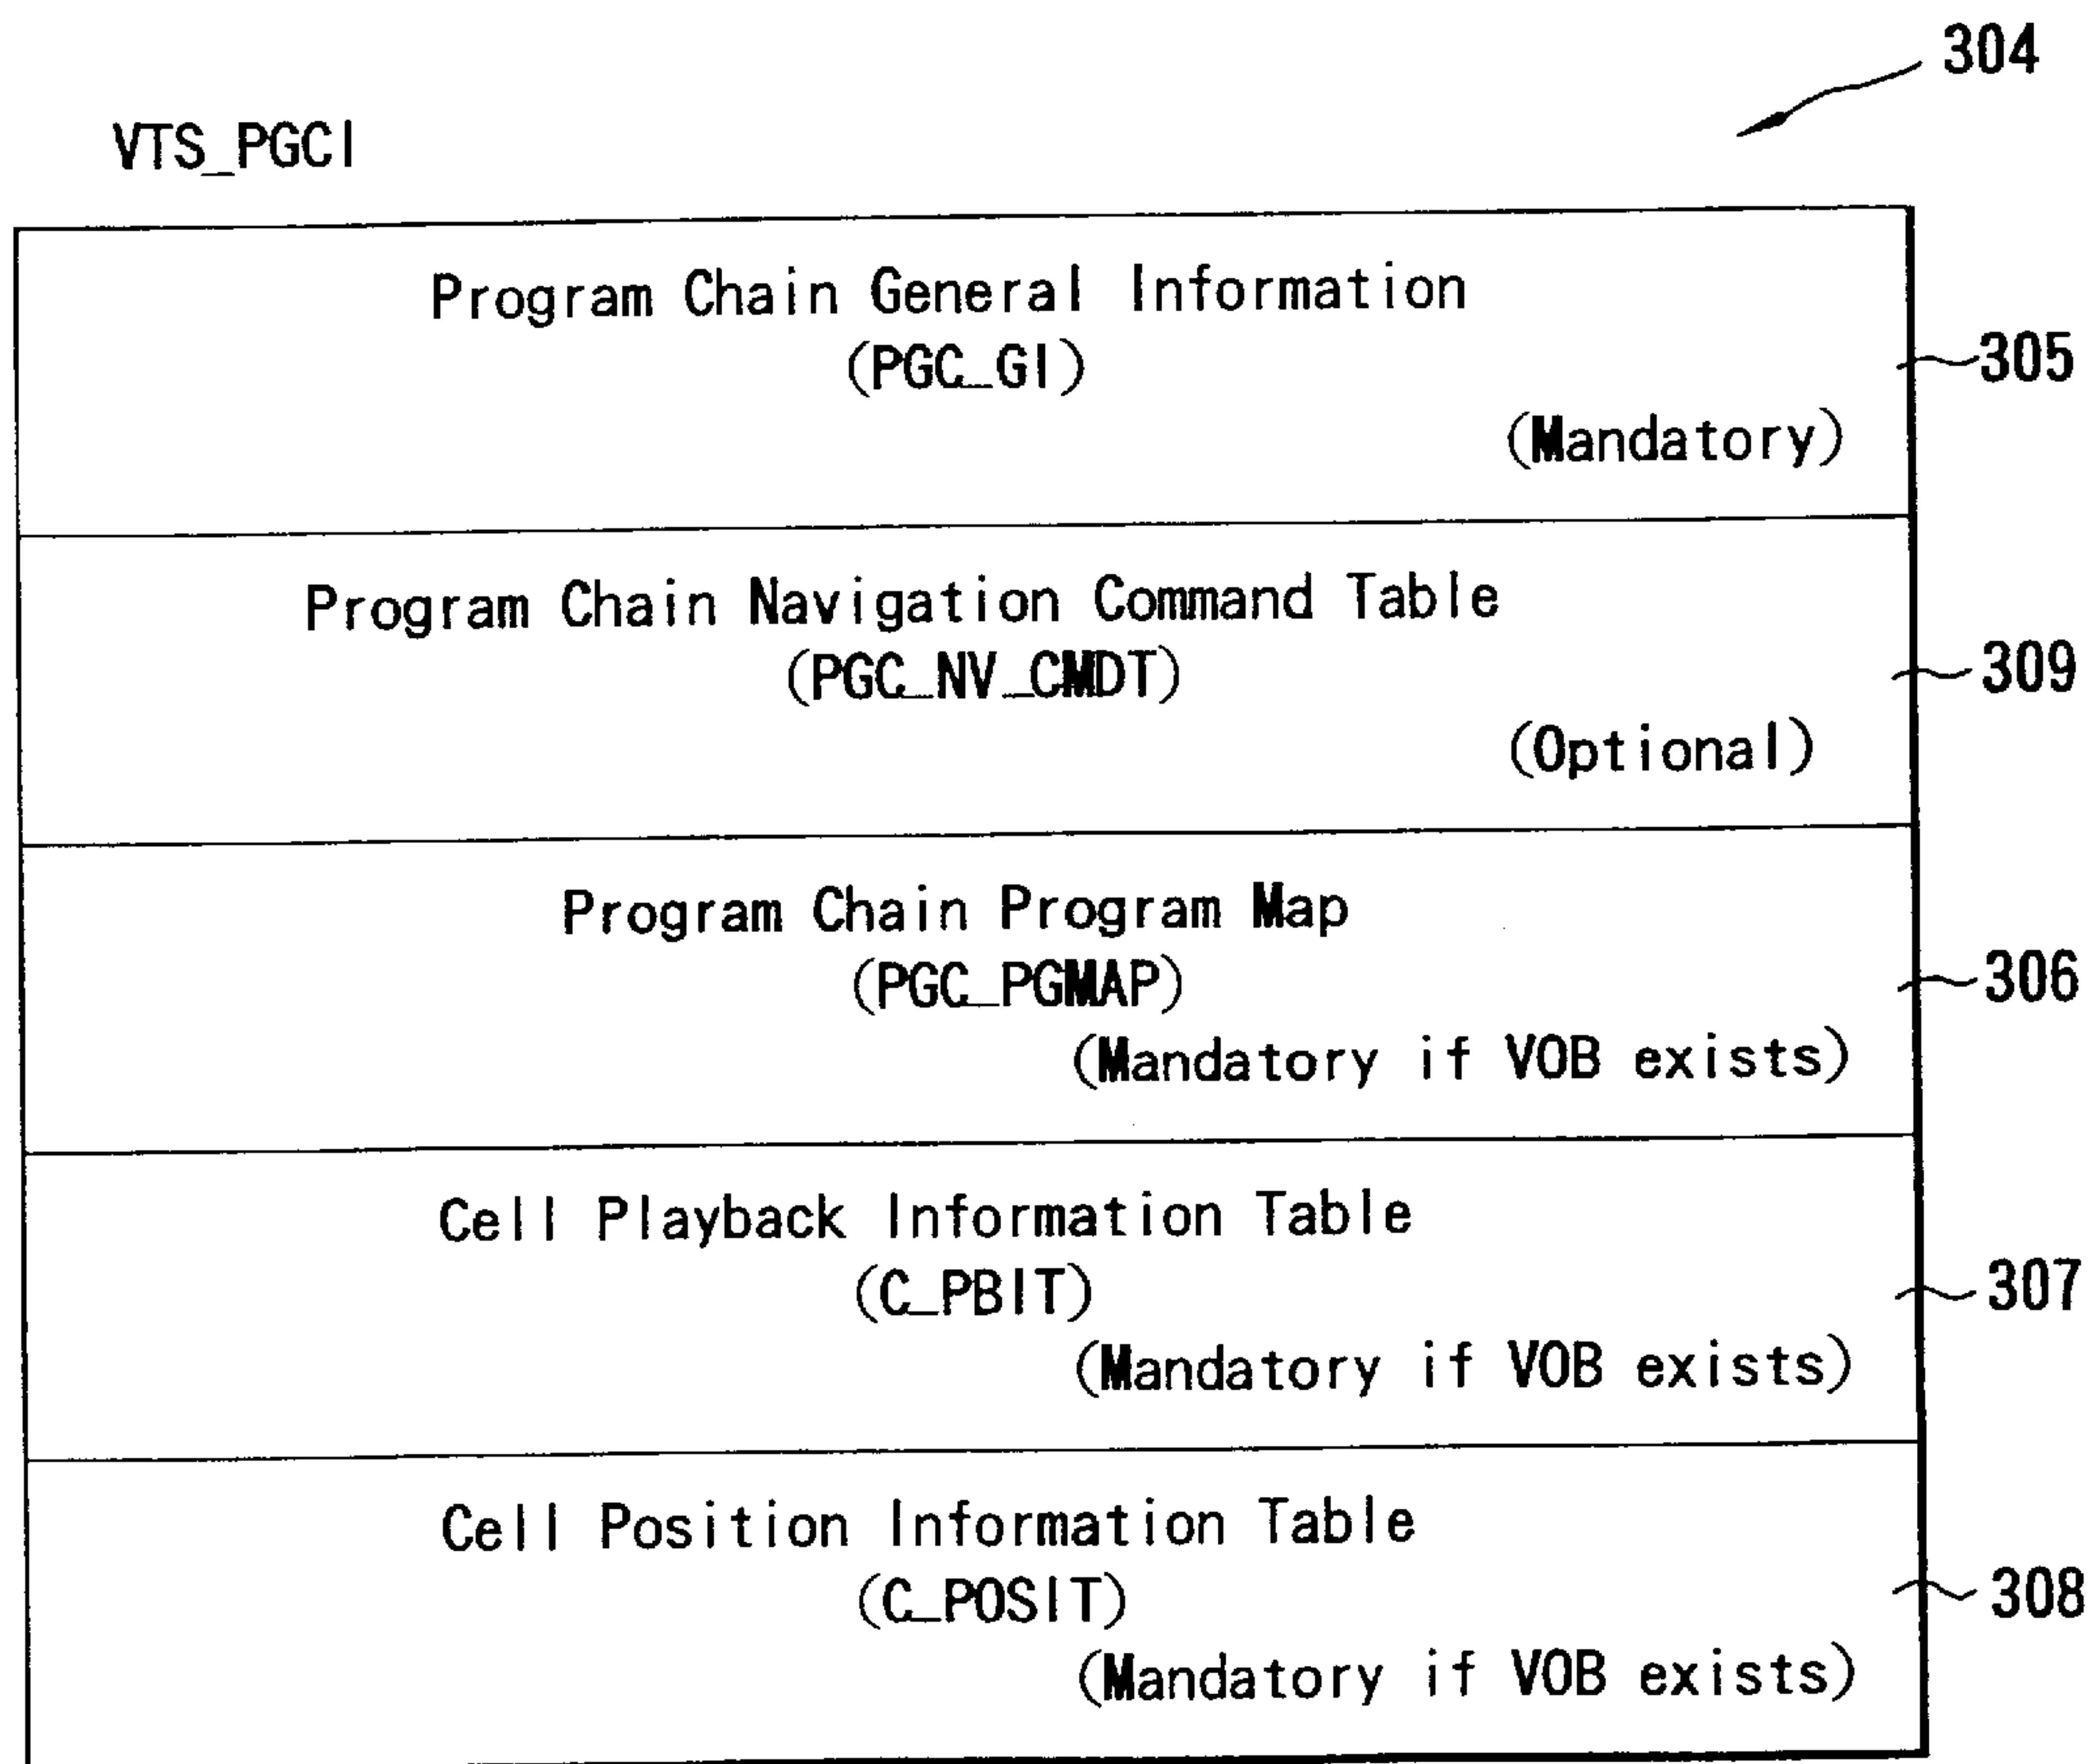 304
VTS_PGCI
Program Chain General Information
(PGC_GI)
305
(Mandatory)
Program Chain Navigation Command Table
(PGC_NV_CMDT)
309
(Optional)
Program Chain Program Map
(PGC_PGMAP)
306
(Mandatory if VOB exists)
Cell Playback Information Table
(C_PBIT)
307
(Mandatory if VOB exists)
Cell Position Information Table
(C_POSIT)
308
(Mandatory if VOB exists)